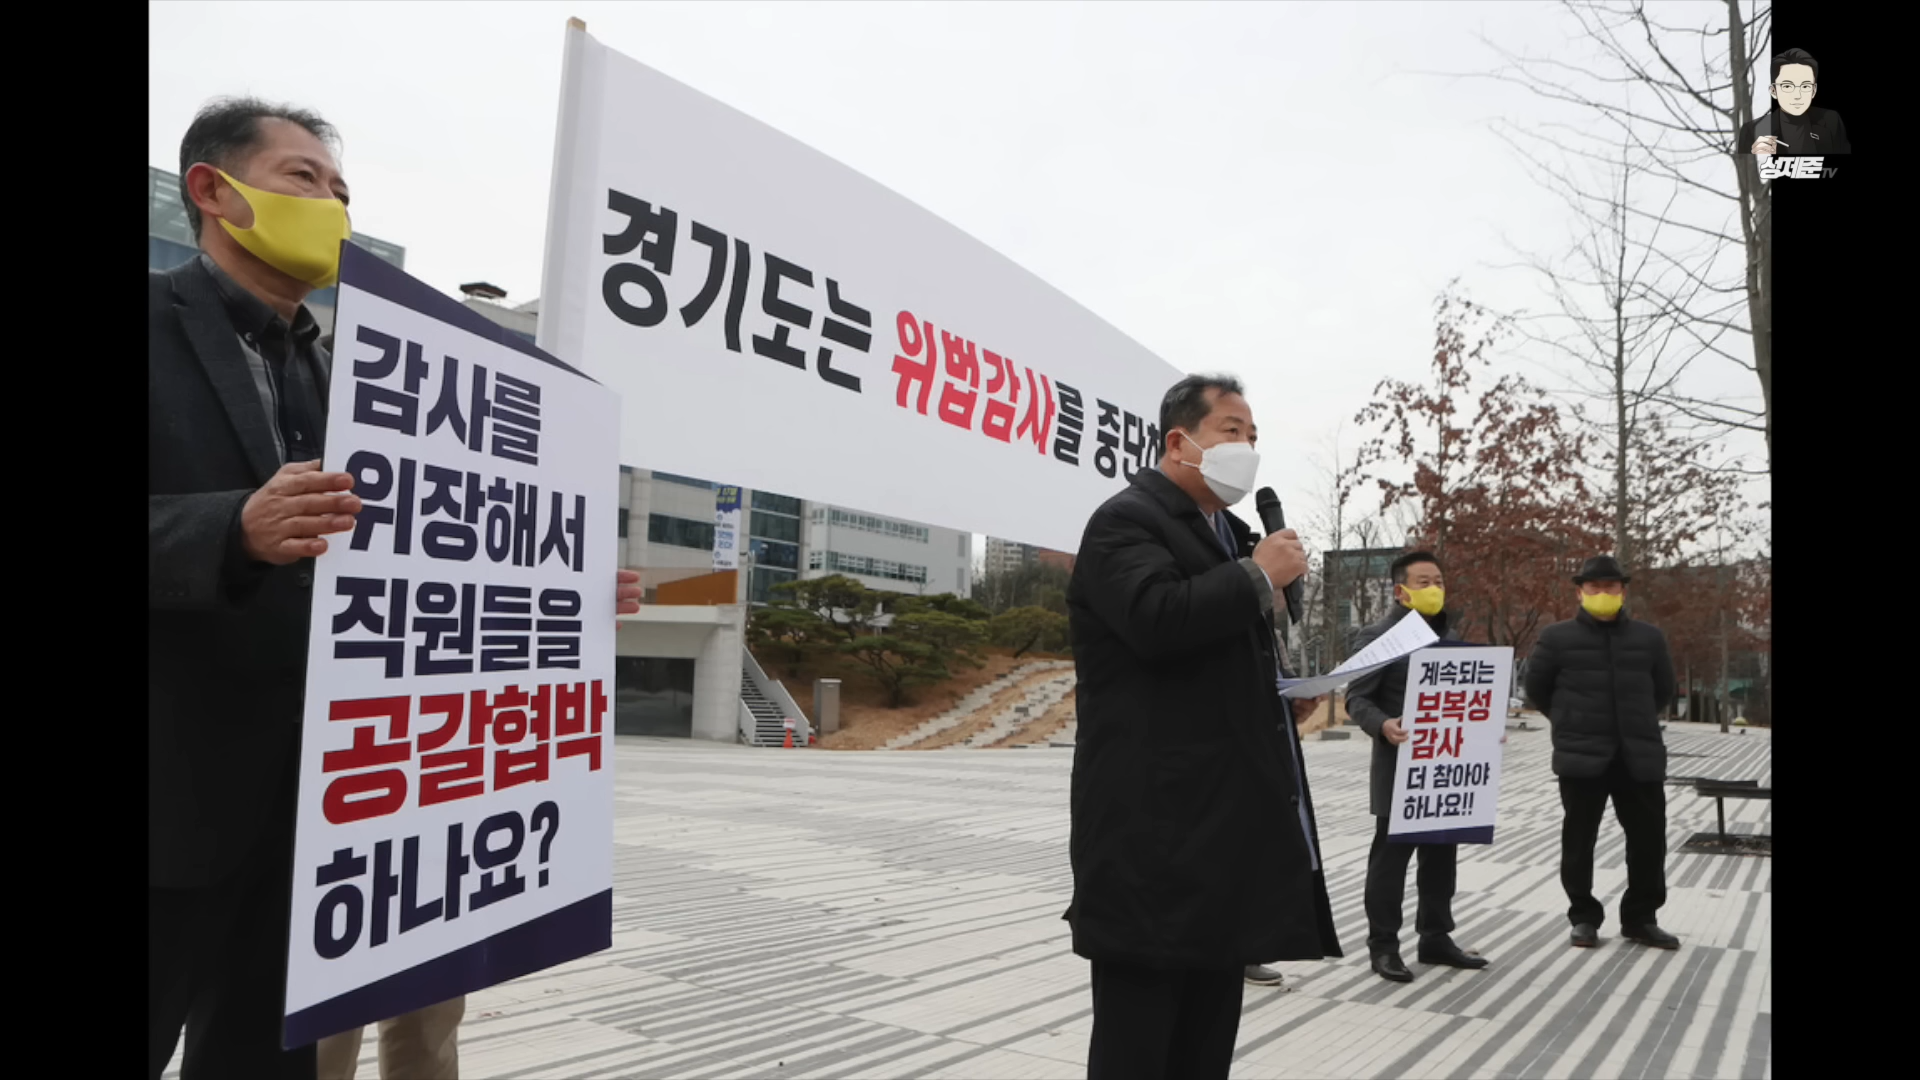 경기도는 위법감사를 중단
감사를
위장해서
직원들을
공갈협박
하나요?
계속되는
보복성
감사
더 참아야
하나요!!
성제준TV